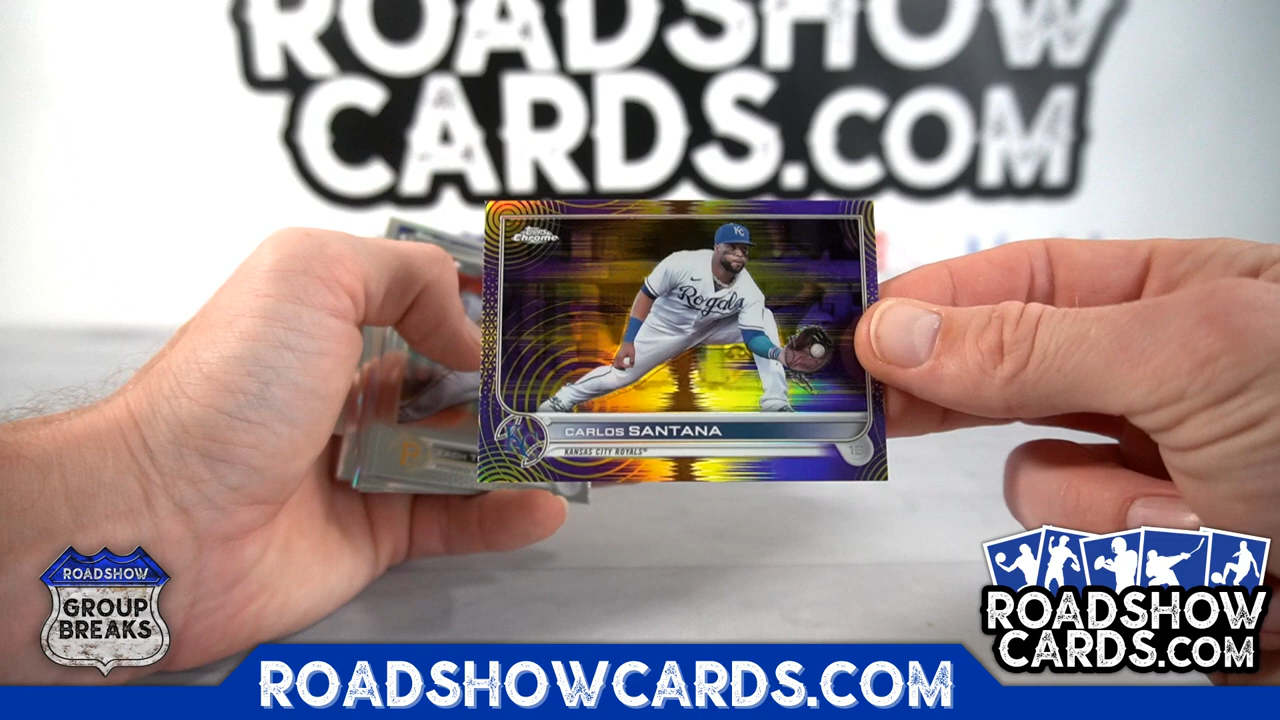 ROADSHOW
CARDS.COM
Topps
Chrome
KC
Royals
CARLOS SANTANA
KANSAS CITY ROYALS™
ROADSHOW
GROUP
BREAKS
ROADSHOW
CARDS.COM
ROADSHOWCARDS.COM